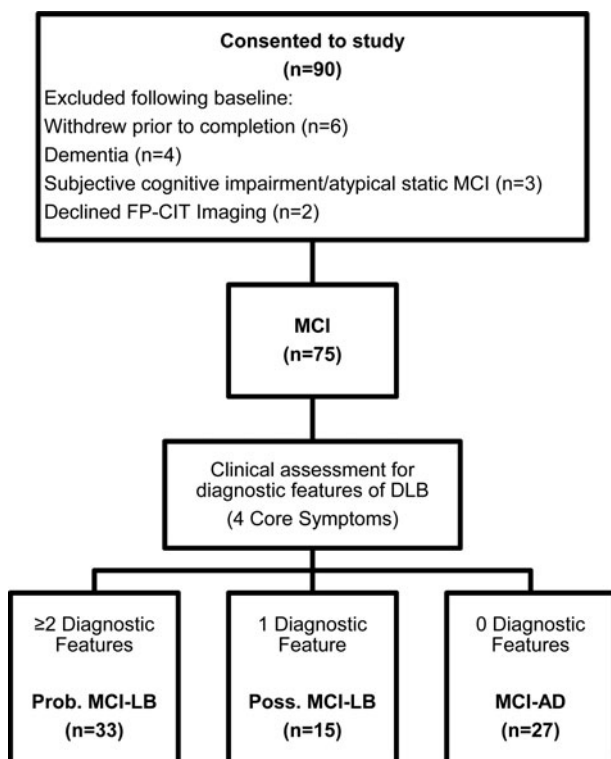 Consented to study
(n=90)
Excluded following baseline:
Withdrew prior to completion (n=6)
Dementia (n=4)
Subjective cognitive impairment/atypical static MCI (n=3)
Declined FP-CIT Imaging (n=2)
MCI
(n=75)
Clinical assessment for
diagnostic features of DLB
(4 Core Symptoms)
≥2 Diagnostic
Features
Prob. MCI-LB
(n=33)
1 Diagnostic
Feature
Poss. MCI-LB
(n=15)
0 Diagnostic
Features
MCI-AD
(n=27)